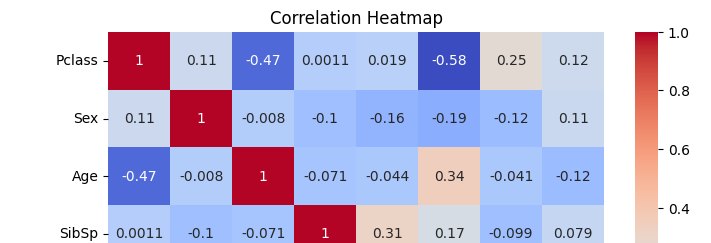 Correlation Heatmap
Pclass 1 0.11 -0.47 0.0011 0.019 -0.58 0.25 0.12
Sex 0.11 1 -0.008 -0.1 -0.16 -0.19 -0.12 0.11
Age -0.47 -0.008 1 -0.071 -0.044 0.34 -0.041 -0.12
SibSp 0.0011 -0.1 -0.071 1 0.31 0.17 -0.099 0.079
1.0
0.8
0.6
0.4